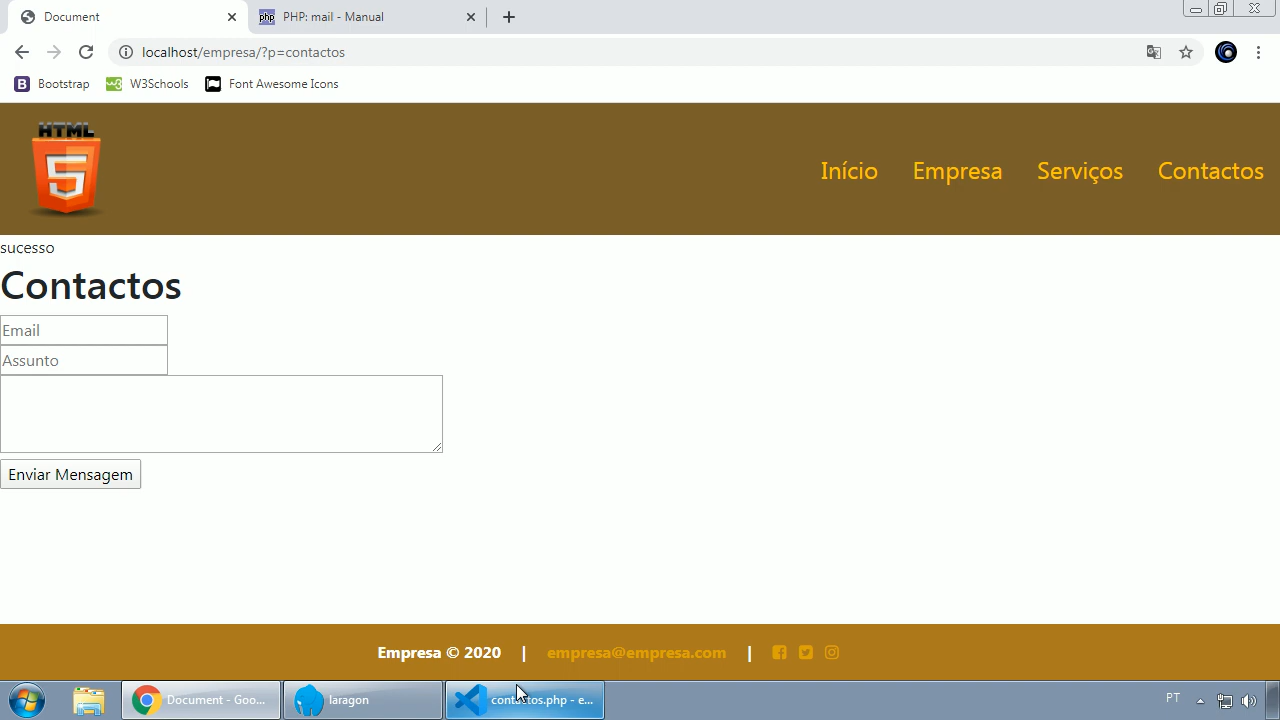 Document
PHP: mail - Manual
localhost/empresa/?p=contactos
Bootstrap
W3Schools
Font Awesome Icons
HTML
5
Início
Empresa
Serviços
Contactos
sucesso
Contactos
Email
Assunto
Enviar Mensagem
Empresa © 2020 | empresa@empresa.com |
Document - Goo...
laragon
contactos.php - e...
PT